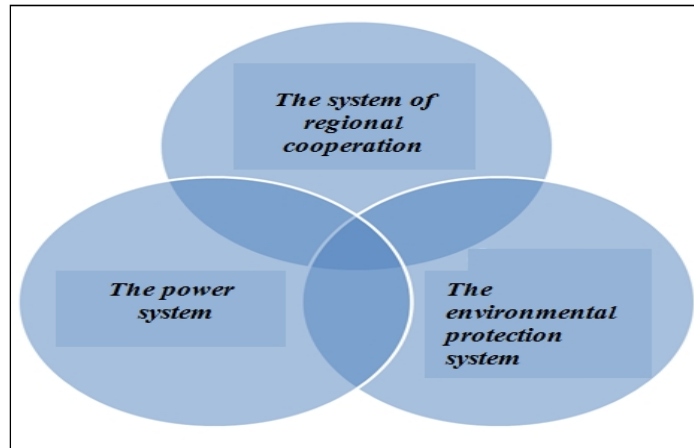 The system of
regional
cooperation
The power
system
The
environmental
protection
system